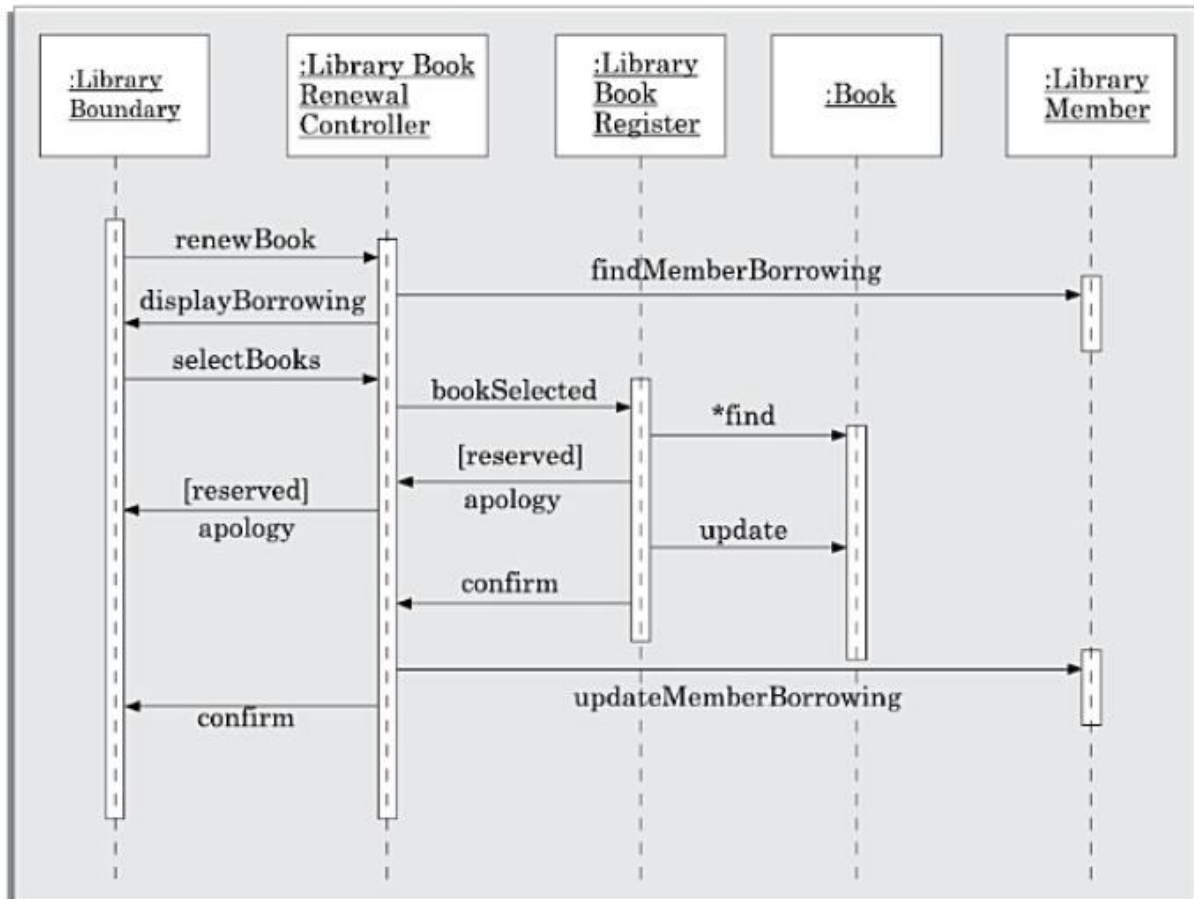 :Library
Boundary
:Library Book
Renewal
Controller
:Library
Book
Register
:Book
:Library
Member
renewBook
findMemberBorrowing
displayBorrowing
selectBooks
bookSelected
*find
[reserved]
apology
[reserved]
apology
update
confirm
updateMemberBorrowing
confirm